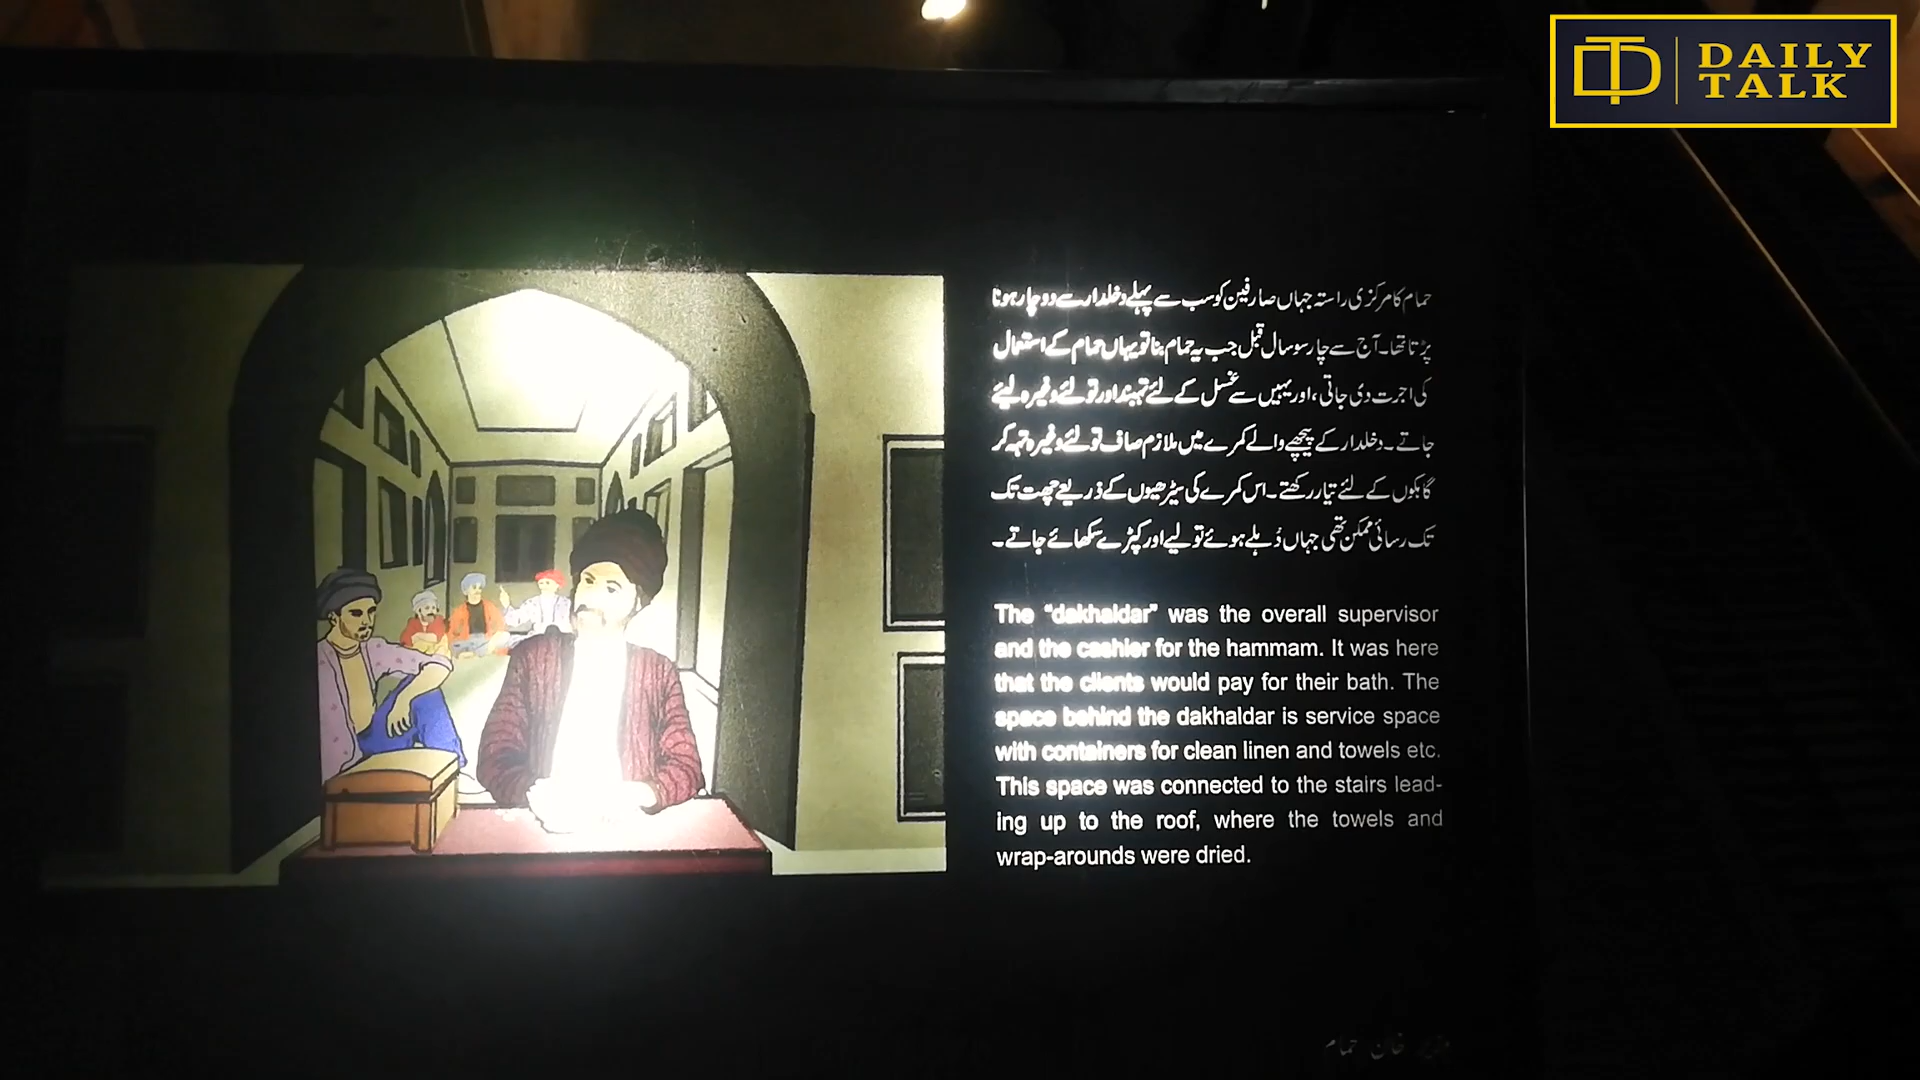 DAILY
TALK
حمام کا مرکزی راستہ جہاں صارفین کو سب سے پہلے دخلدار سے دوچار ہونا
پڑتا تھا۔ آج سے چار سو سال قبل جب یہ حمام بنا تو یہاں حمام کے استعمال
کی اجرت دی جاتی، اور یہیں سے غسل کے لئے تہبند اور تولئے وغیرہ لیئے
جاتے۔ دخلدار کے پیچھے والے کمرے میں ملازم صاف تولئے وغیرہ تہہ کر
گاہکوں کے لئے تیار رکھتے۔ اس کمرے کی سیڑھیوں کے ذریعے چھت تک
تک رسائی ممکن تھی جہاں دُہلے ہوئے تولیے اور کپڑے سکھائے جاتے۔
The "dakhaldar" was the overall supervisor
and the cashier for the hammam. It was here
that the clients would pay for their bath. The
space behind the dakhaldar is service space
with containers for clean linen and towels etc.
This space was connected to the stairs lead-
ing up to the roof, where the towels and
wrap-arounds were dried.
وزیر خان حمام